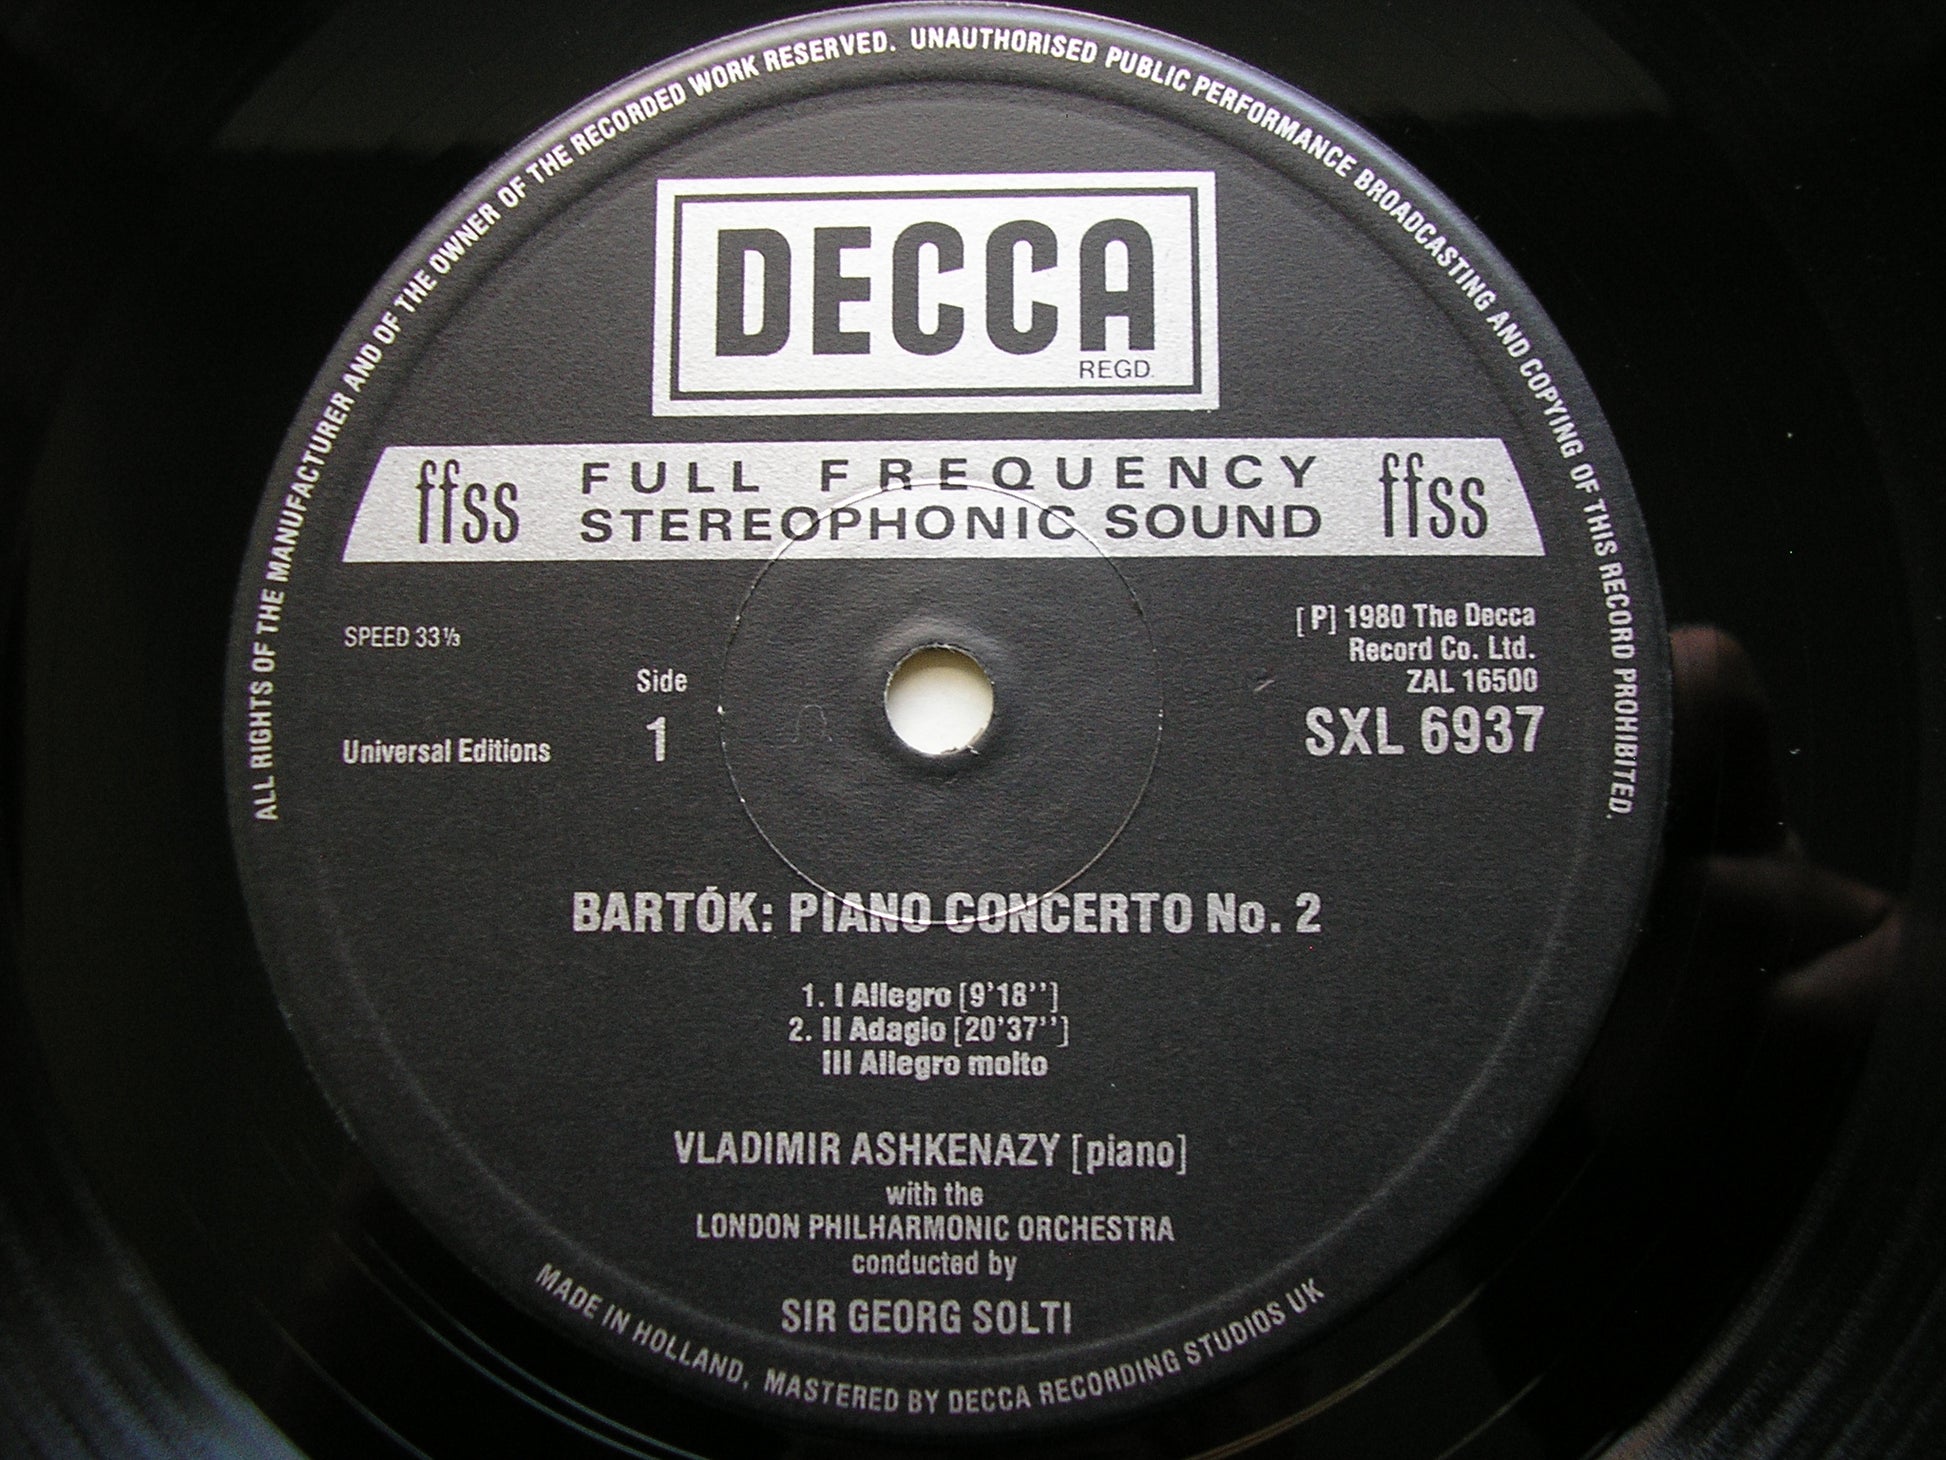 ALL RIGHTS OF THE MANUFACTURER AND OF THE OWNER OF THE RECORDED WORK RESERVED. UNAUTHORISED PUBLIC PERFORMANCE BROADCASTING AND COPYING OF THIS RECORD PROHIBITED.
DECCA
REGD.
ffss FULL FREQUENCY ffss
STEREOPHONIC SOUND
SPEED 33⅓
[P] 1980 The Decca
Record Co. Ltd.
ZAL 16500
SXL 6937
Side
1
Universal Editions
BARTÓK: PIANO CONCERTO No. 2
1. I Allegro [9'18'']
2. II Adagio [20'37'']
III Allegro molto
VLADIMIR ASHKENAZY [piano]
with the
LONDON PHILHARMONIC ORCHESTRA
conducted by
SIR GEORG SOLTI
MADE IN HOLLAND, MASTERED BY DECCA RECORDING STUDIOS UK